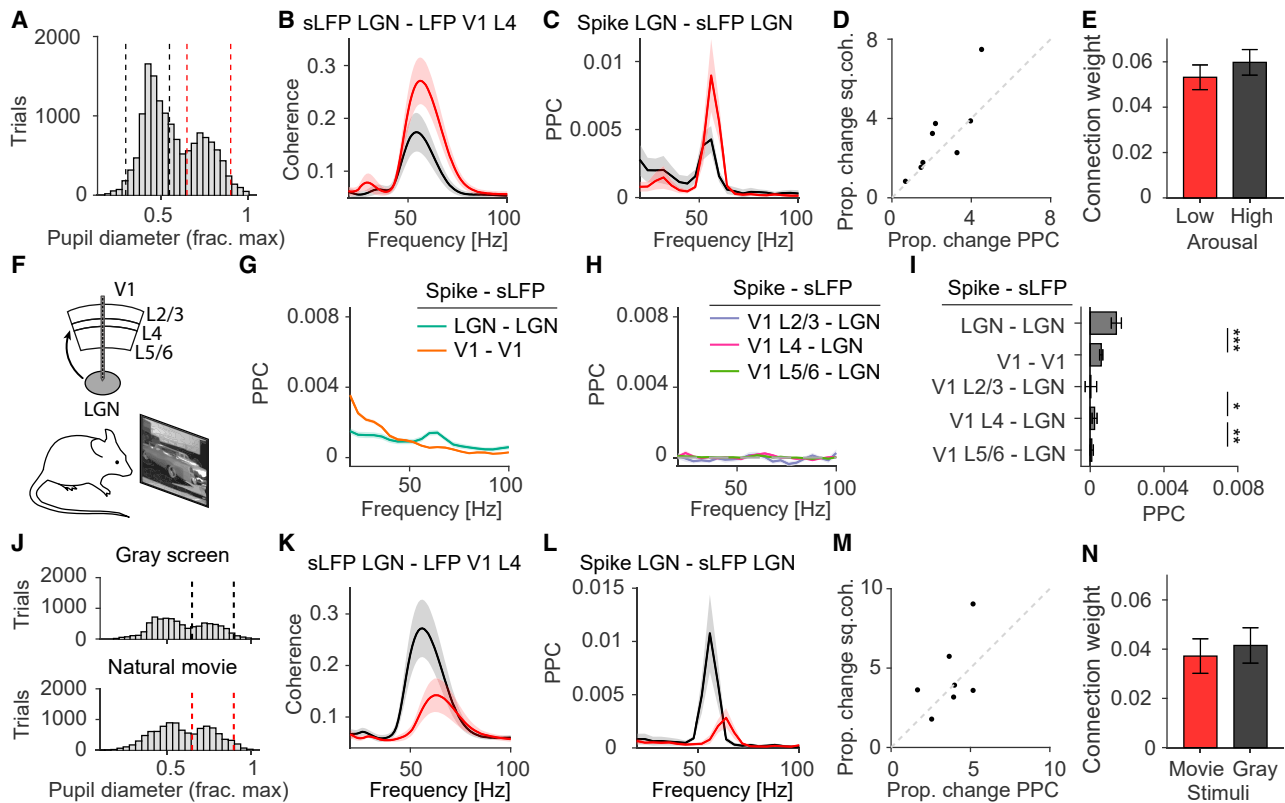 A
2000
1000
0
Trials
0.5
1
Pupil diameter (frac. max)
B
sLFP LGN - LFP V1 L4
0.3
0.2
0.1
Coherence
50
100
Frequency [Hz]
C
Spike LGN - sLFP LGN
0.01
0.005
0
PPC
50
100
Frequency [Hz]
D
8
4
0
Prop. change sq.coh.
0
4
8
Prop. change PPC
E
0.06
0.04
0.02
0
Connection weight
Low High
Arousal
F
V1
L2/3
L4
L5/6
LGN
G
Spike - sLFP
LGN - LGN
V1 - V1
0.008
0.004
0
PPC
50
100
Frequency [Hz]
H
Spike - sLFP
V1 L2/3 - LGN
V1 L4 - LGN
V1 L5/6 - LGN
0.008
0.004
0
PPC
50
100
Frequency [Hz]
I
Spike - sLFP
LGN - LGN
V1 - V1
V1 L2/3 - LGN
V1 L4 - LGN
V1 L5/6 - LGN
***
*
**
0
0.004
0.008
PPC
J
Gray screen
2000
1000
0
Trials
Natural movie
2000
1000
0
Trials
0.5
1
Pupil diameter (frac. max)
K
sLFP LGN - LFP V1 L4
0.3
0.2
0.1
Coherence
50
100
Frequency [Hz]
L
Spike LGN - sLFP LGN
0.015
0.01
0.005
0
PPC
50
100
Frequency [Hz]
M
10
5
0
Prop. change sq.coh.
0
5
10
Prop. change PPC
N
0.06
0.04
0.02
0
Connection weight
Movie Gray
Stimuli